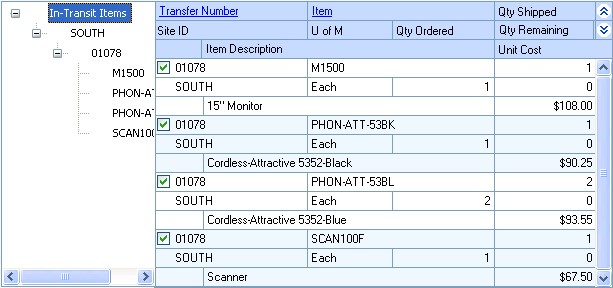 In-Transit Items
SOUTH
01078
M1500
PHON-AT
PHON-AT
SCAN100
Transfer Number Item Qty Shipped
Site ID U of M Qty Ordered Qty Remaining
Item Description Unit Cost
01078 M1500 1
SOUTH Each 1 0
15" Monitor $108.00
01078 PHON-ATT-53BK 1
SOUTH Each 1 0
Cordless-Attractive 5352-Black $90.25
01078 PHON-ATT-53BL 2
SOUTH Each 2 0
Cordless-Attractive 5352-Blue $93.55
01078 SCAN100F 1
SOUTH Each 1 0
Scanner $67.50